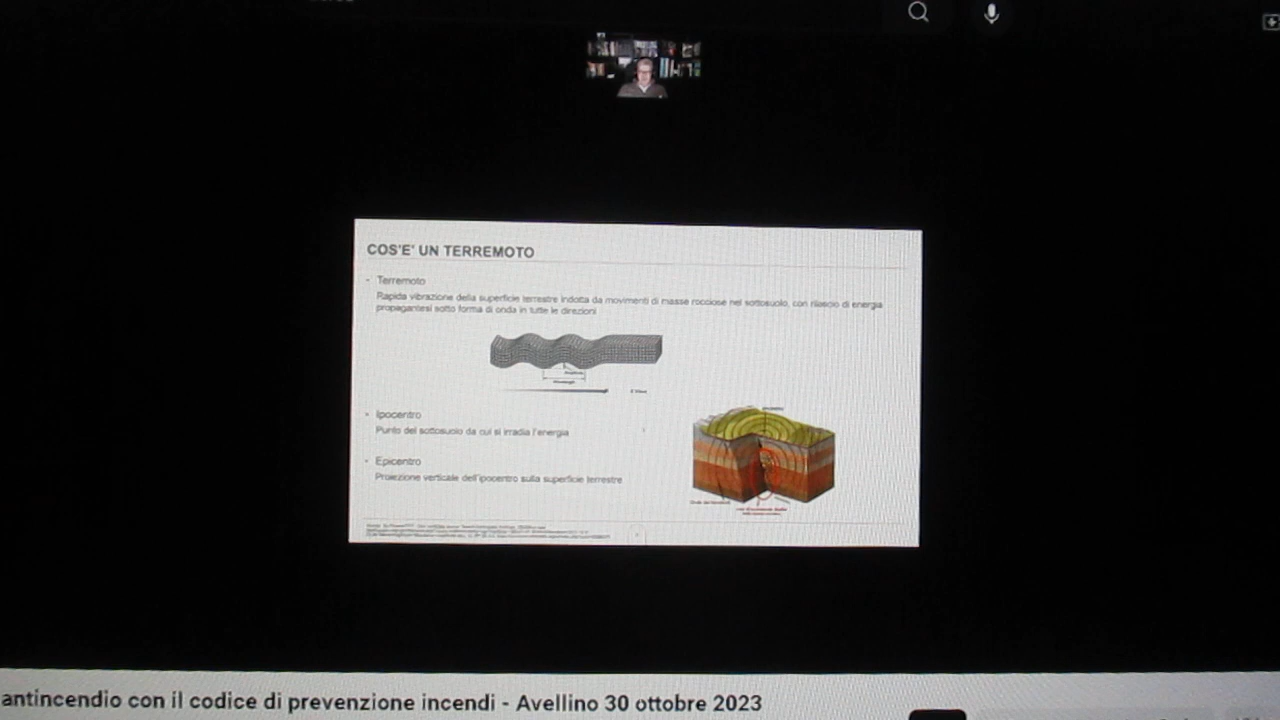 COS'E' UN TERREMOTO
- Terremoto
Rapida vibrazione della superficie terrestre indotta da movimenti di masse rocciose nel sottosuolo, con rilascio di energia
propagantesi sotto forma di onda in tutte le direzioni
- Ipocentro
Punto del sottosuolo da cui si irradia l'energia
- Epicentro
Proiezione verticale dell'ipocentro sulla superficie terrestre
antincendio con il codice di prevenzione incendi - Avellino 30 ottobre 2023